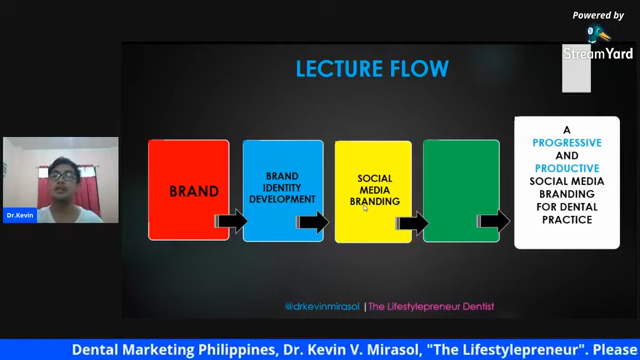 Powered by
StreamYard
LECTURE FLOW
BRAND
BRAND
IDENTITY
DEVELOPMENT
SOCIAL
MEDIA
BRANDING
A
PROGRESSIVE
AND
PRODUCTIVE
SOCIAL MEDIA
BRANDING
FOR DENTAL
PRACTICE
Dr.Kevin
@drkevinmirasol |The Lifestylepreneur Dentist
Dental Marketing Philippines, Dr. Kevin V. Mirasol, "The Lifestylepreneur". Please